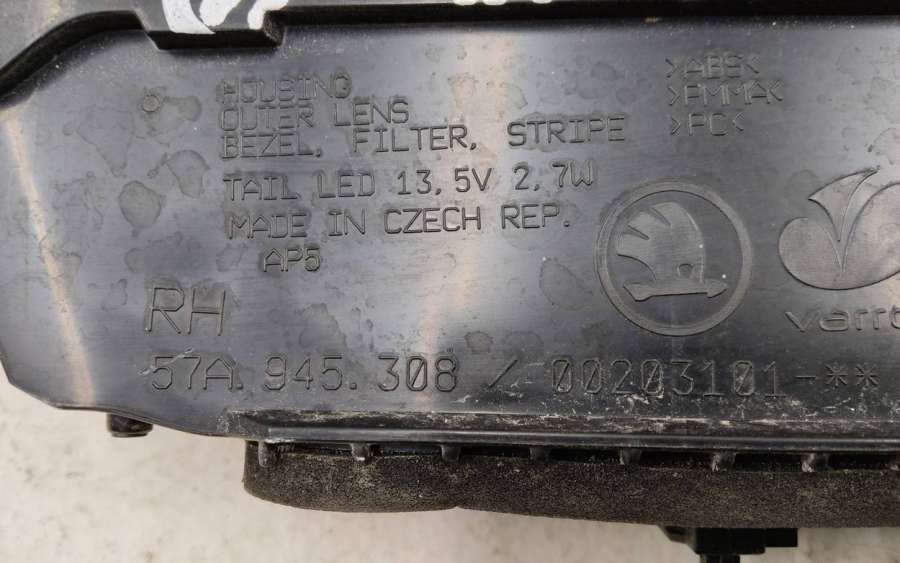 HOUSING >ABS<
OUTER LENS >PMMA<
BEZEL, FILTER, STRIPE >PC<
TAIL LED 13,5V 2,7W
MADE IN CZECH REP.
AP5
RH
57A.945.308 / 00203101-**